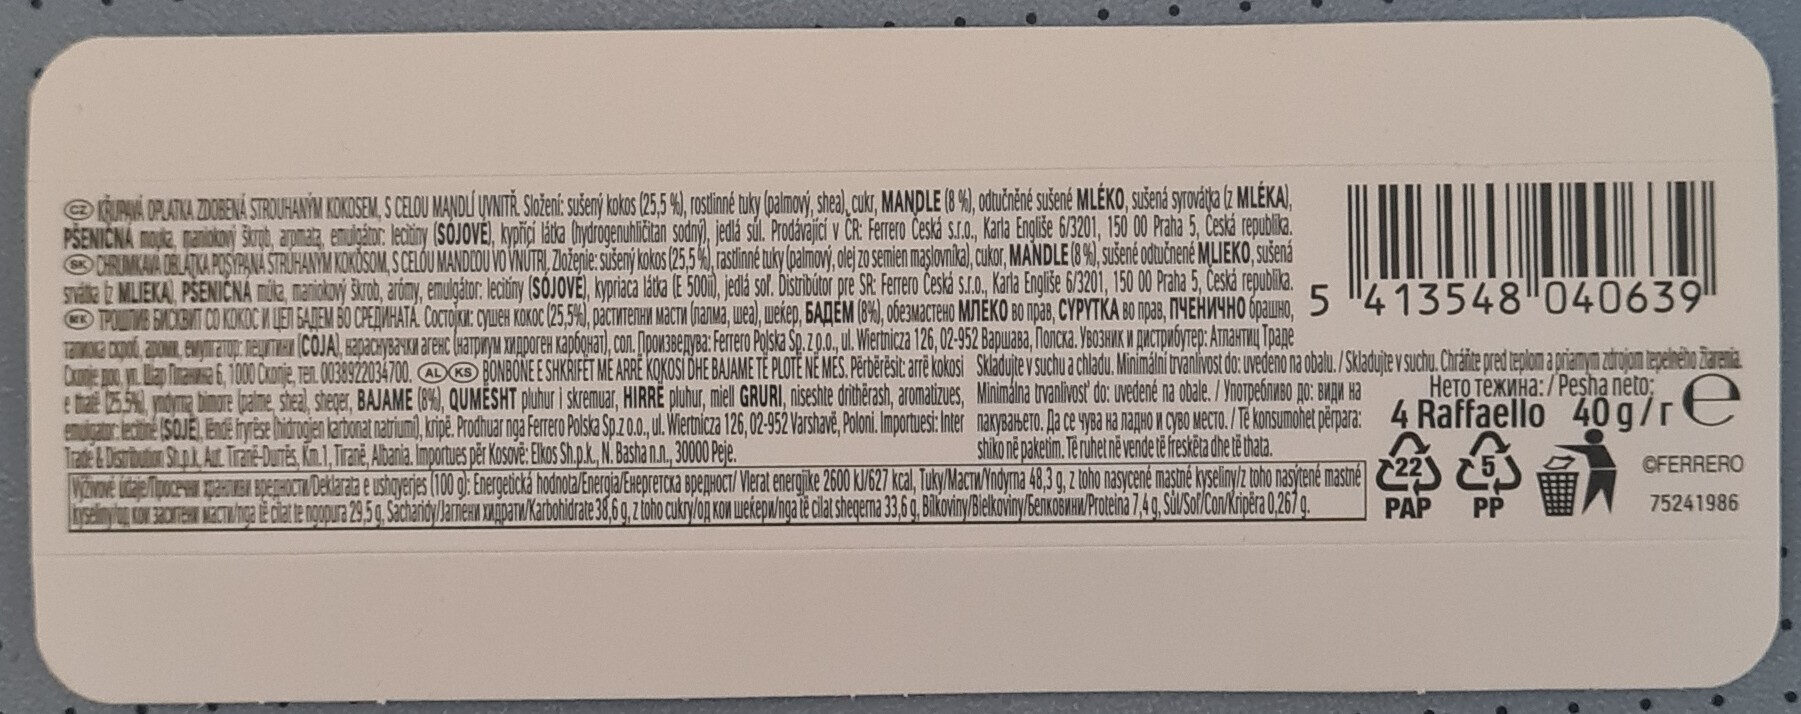 CZ KŘUPAVÁ OPLATKA ZDOBENÁ STROUHANÝM KOKOSEM, S CELOU MANDLÍ UVNITŘ. Složení: sušený kokos (25,5 %), rostlinné tuky (palmový, shea), cukr, MANDLE (8 %), odtučněné sušené MLÉKO, sušená syrovátka (z MLÉKA),
PŠENIČNÁ mouka, maniokový škrob, aromata, emulgátor: lecitiny (SÓJOVÉ), kypřicí látka (hydrogenuhličitan sodný), jedlá sůl. Prodávající v ČR: Ferrero Česká s.r.o., Karla Engliše 6/3201, 150 00 Praha 5, Česká republika.
SK CHRUMKAVÁ OBLÁTKA POSYPANÁ STRÚHANÝM KOKOSOM, S CELOU MANDĽOU VO VNÚTRI. Zloženie: sušený kokos (25,5 %), rastlinné tuky (palmový, olej zo semien maslovníka), cukor, MANDLE (8 %), sušené odtučnené MLIEKO, sušená
srvátka (z MLIEKA), PŠENIČNÁ múka, maniokový škrob, arómy, emulgátor: lecitíny (SÓJOVÉ), kypriaca látka (E 500ii), jedlá soľ. Distribútor pre SR: Ferrero Česká s.r.o., Karla Engliše 6/3201, 150 00 Praha 5, Česká republika.
MK ТРОШЛИВ БИСКВИТ СО КОКОС И ЦЕЛ БАДЕМ ВО СРЕДИНАТА. Состојки: сушен кокос (25,5%), растителни масти (палма, шеа), шеќер, БАДЕМ (8%), обезмастено МЛЕКО во прав, СУРУТКА во прав, ПЧЕНИЧНО брашно,
тапиока скроб, ароми, емулгатор: лецитини (СОЈА), нараснувачки агенс (натриум хидроген карбонат), сол. Произведува: Ferrero Polska Sp. z o.o., ul. Wiertnicza 126, 02-952 Варшава, Полска. Увозник и дистрибутер: Атлантиц Траде
Скопје доо, ул. Шар Планина 6, 1000 Скопје, тел. 0038922034700. AL KS BONBONE E SHKRIFËT ME ARRË KOKOSI DHE BAJAME TË PLOTË NË MES. Përbërësit: arrë kokosi
e thatë (25.5%), yndyrna bimore (palme, shea), sheqer, BAJAME (8%), QUMËSHT pluhur i skremuar, HIRRË pluhur, miell GRURI, niseshte drithërash, aromatizues,
emulgator: lecitinë (SOJE), lëndë fryrëse (hidrogjen karbonat natriumi), kripë. Prodhuar nga Ferrero Polska Sp.z o.o., ul. Wiertnicza 126, 02-952 Varshavë, Poloni. Importuesi: Inter
Trade & Distribution Sh.p.k, Aut. Tiranë-Durrës, Km.1, Tiranë, Albania. Importues për Kosovë: Elkos Sh.p.k., N. Basha n.n., 30000 Peje.
Skladujte v suchu a chladu. Minimální trvanlivost do: uvedeno na obalu. / Skladujte v suchu. Chráňte pred teplom a priamym zdrojom tepelného žiarenia.
Minimálna trvanlivosť do: uvedené na obale. / Употребливо до: види на
пакувањето. Да се чува на ладно и суво место. / Të konsumohet përpara:
shiko në paketim. Të ruhet në vende të freskëta dhe të thata.
Výživové údaje/Просечни хранливи вредности/Deklarata e ushqyerjes (100 g): Energetická hodnota/Energia/Енергетска вредност/ Vlerat energjike 2600 kJ/627 kcal, Tuky/Масти/Yndyrna 48,3 g, z toho nasycené mastné kyseliny/z toho nasýtené mastné
kyseliny/од кои заситени масти/nga të cilat te ngopura 29,5 g, Sacharidy/Јаглени хидрати/Karbohidrate 38,6 g, z toho cukry/од кои шеќери/nga të cilat sheqerna 33,6 g, Bílkoviny/Bielkoviny/Белковини/Proteina 7,4 g, Sůl/Soľ/Сол/Kripëra 0,267 g.
5 413548 040639
Нето тежина: / Pesha neto:
4 Raffaello 40 g/г e
22 PAP
5 PP
©FERRERO
75241986